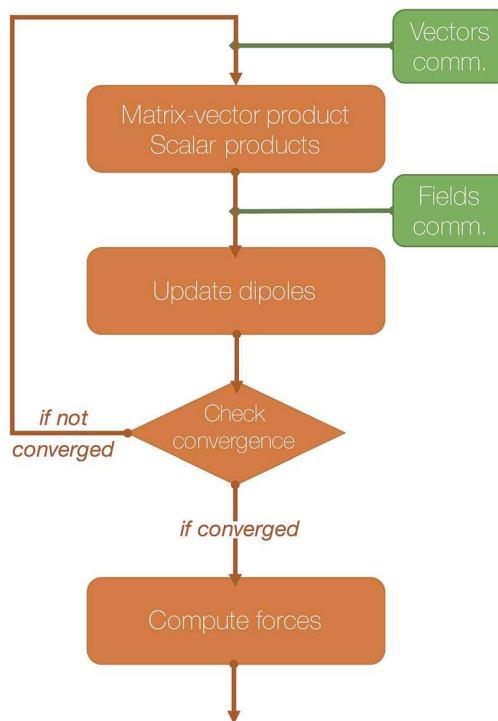 Vectors
comm.
Matrix-vector product
Scalar products
Fields
comm.
Update dipoles
Check
convergence
if not
converged
if converged
Compute forces